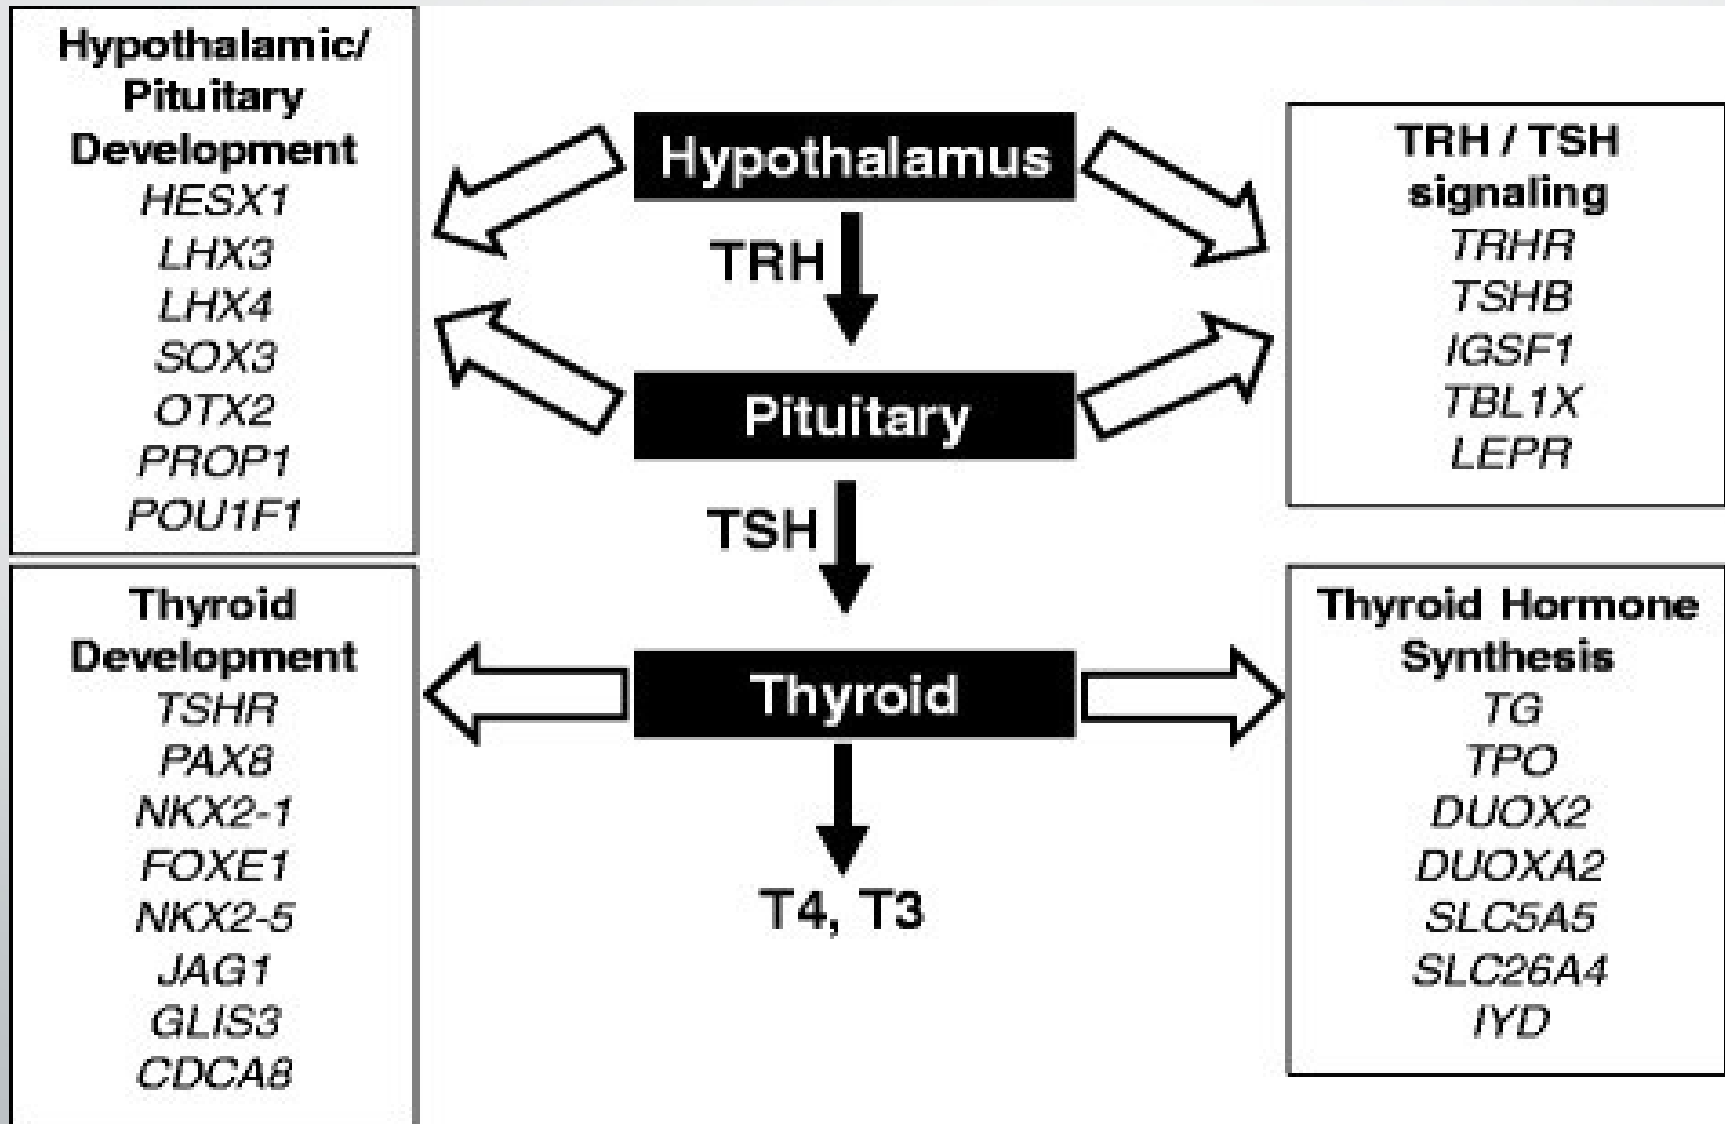 Hypothalamic/
Pituitary
Development
HESX1
LHX3
LHX4
SOX3
OTX2
PROP1
POU1F1
Thyroid
Development
TSHR
PAX8
NKX2-1
FOXE1
NKX2-5
JAG1
GLIS3
CDCA8
Hypothalamus
TRH
Pituitary
TSH
Thyroid
T4, T3
TRH / TSH
signaling
TRHR
TSHB
IGSF1
TBL1X
LEPR
Thyroid Hormone
Synthesis
TG
TPO
DUOX2
DUOXA2
SLC5A5
SLC26A4
IYD